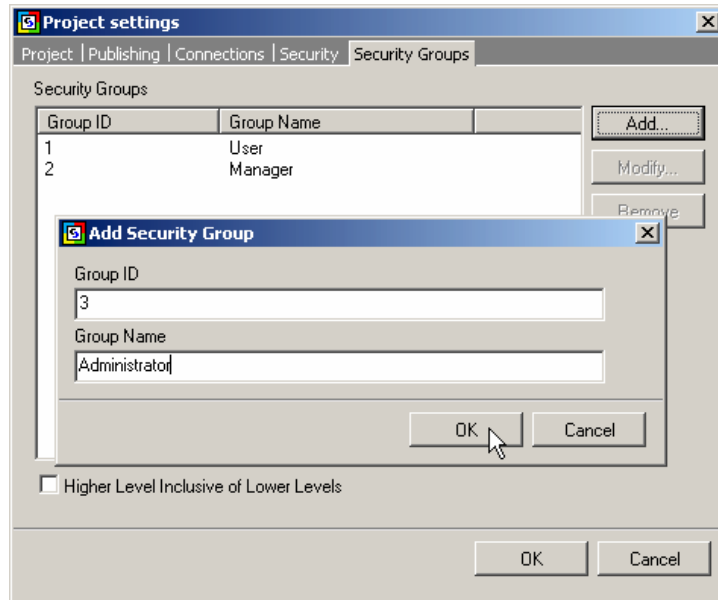 Project settings
Project | Publishing | Connections | Security | Security Groups
Security Groups
Group ID Group Name
Add...
1 User
2 Manager
Modify...
Remove
Add Security Group
Group ID
3
Group Name
Administrator
OK Cancel
Higher Level Inclusive of Lower Levels
OK Cancel